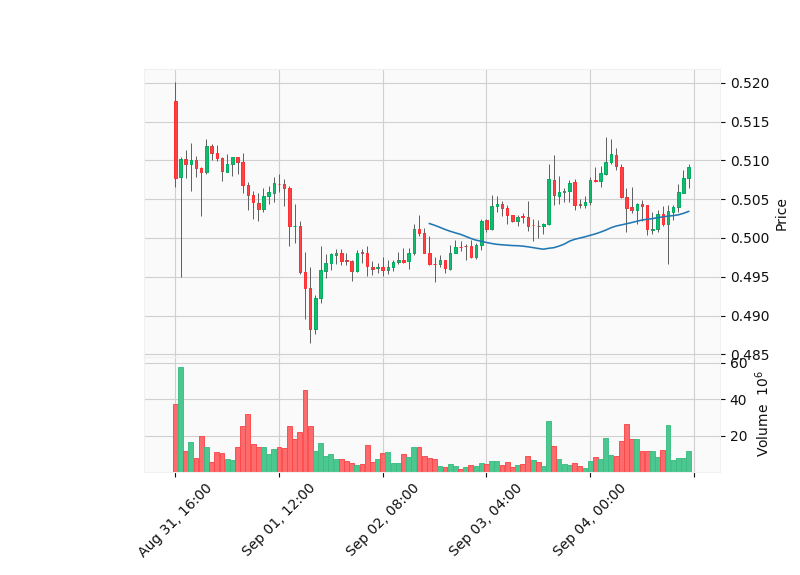 0.520
0.515
0.510
0.505
0.500
0.495
0.490
0.485
Price
60
40
20
Volume 10^6
Aug 31, 16:00
Sep 01, 12:00
Sep 02, 08:00
Sep 03, 04:00
Sep 04, 00:00